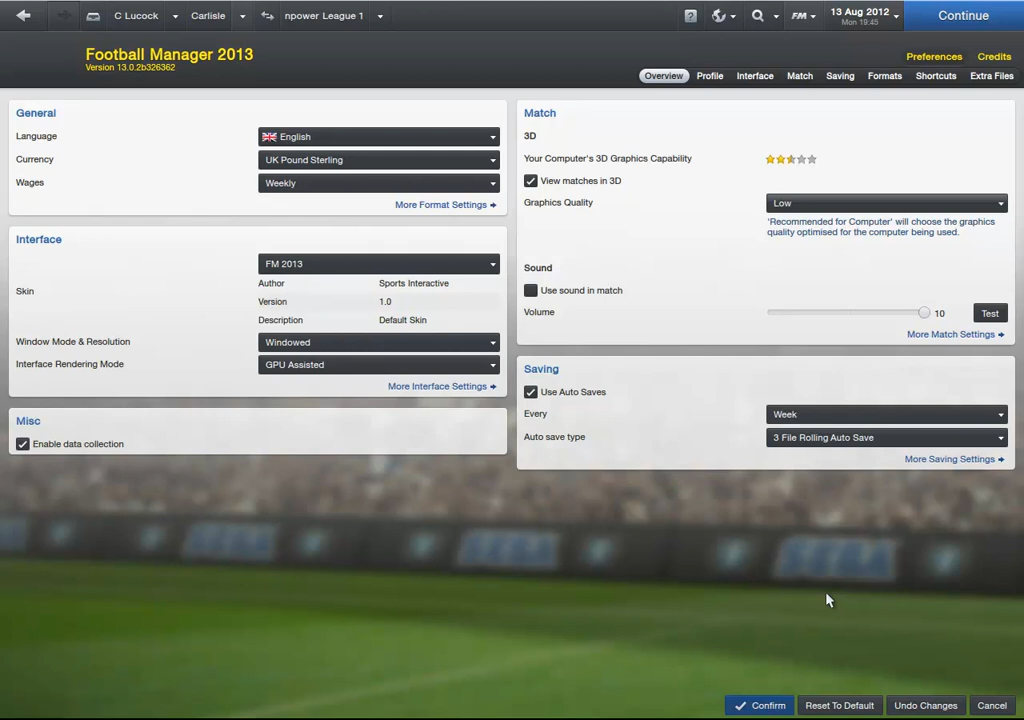 C Lucock
Carlisle
npower League 1
?
FM
13 Aug 2012
Mon 19:45
Continue
Football Manager 2013
Version 13.0.2b326362
Preferences
Credits
Overview
Profile
Interface
Match
Saving
Formats
Shortcuts
Extra Files
General
Language
English
Currency
UK Pound Sterling
Wages
Weekly
More Format Settings
Interface
FM 2013
Skin
Author Sports Interactive
Version 1.0
Description Default Skin
Window Mode & Resolution
Windowed
Interface Rendering Mode
GPU Assisted
More Interface Settings
Misc
Enable data collection
Match
3D
Your Computer's 3D Graphics Capability
View matches in 3D
Graphics Quality
Low
'Recommended for Computer' will choose the graphics
quality optimised for the computer being used.
Sound
Use sound in match
Volume
10
Test
More Match Settings
Saving
Use Auto Saves
Every
Week
Auto save type
3 File Rolling Auto Save
More Saving Settings
SEGA
SEGA
SEGA
Confirm
Reset To Default
Undo Changes
Cancel